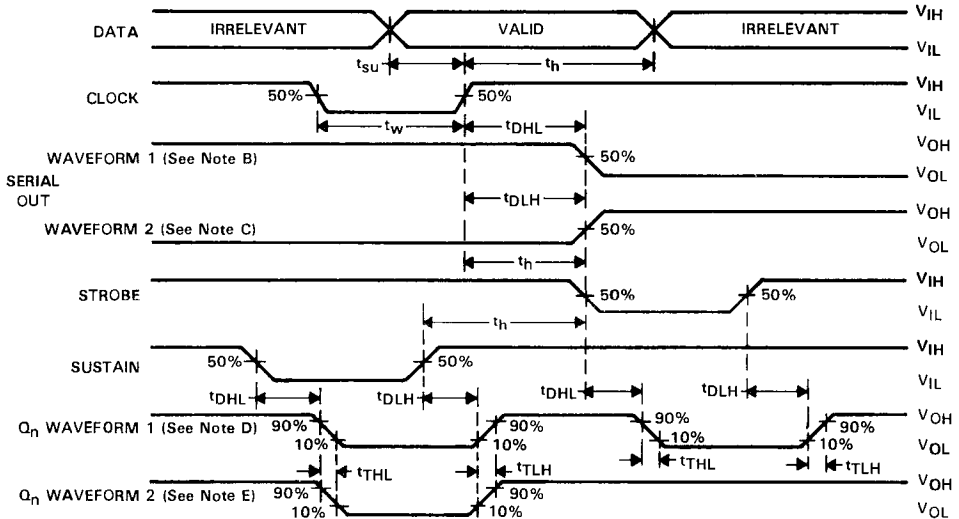 DATA IRRELEVANT VALID IRRELEVANT VIH
VIL
tsu th
CLOCK 50% 50% VIH
VIL
tw tDHL
WAVEFORM 1 (See Note B) 50% VOH
VOL
SERIAL
OUT
tDLH
WAVEFORM 2 (See Note C) 50% VOH
VOL
th
STROBE 50% 50% VIH
VIL
th
SUSTAIN 50% 50% VIH
VIL
tDHL tDLH tDHL tDLH
Qn WAVEFORM 1 (See Note D) 90% 90% 90% 90% VOH
10% 10% 10% 10% VOL
tTHL tTLH tTHL tTLH
Qn WAVEFORM 2 (See Note E) 90% 90% VOH
10% 10% VOL